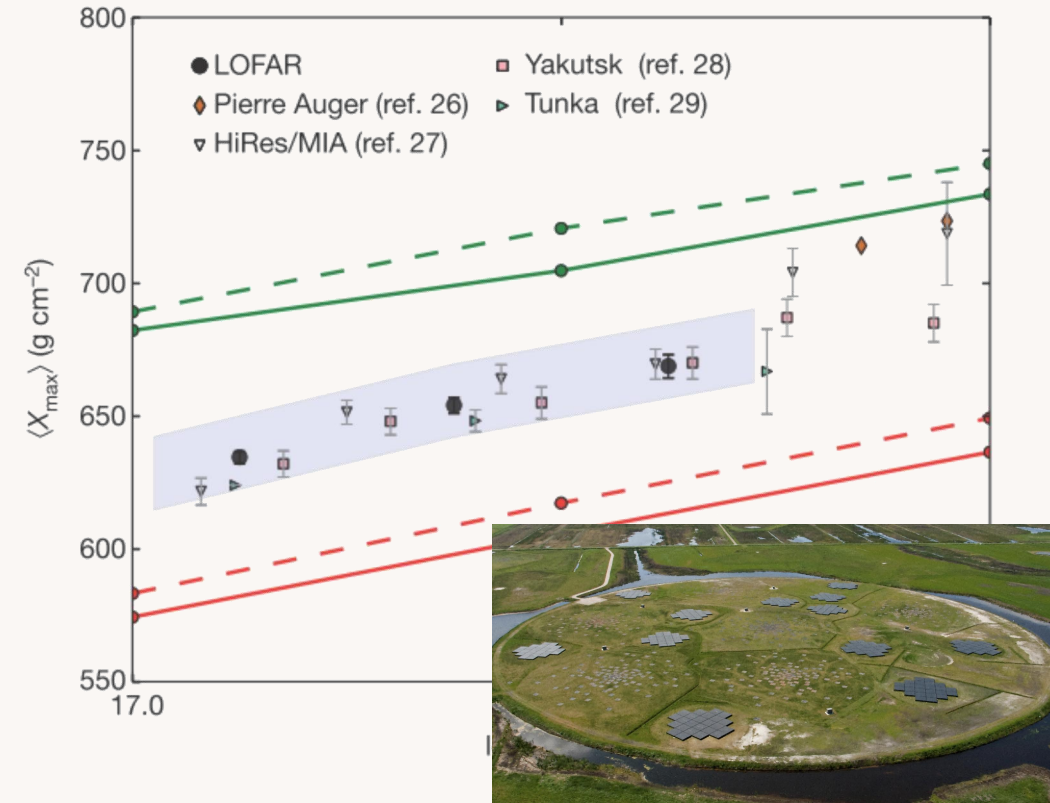 800
LOFAR
Yakutsk (ref. 28)
Pierre Auger (ref. 26)
Tunka (ref. 29)
HiRes/MIA (ref. 27)
750
700
⟨Xmax⟩ (g cm⁻²)
650
600
550
17.0